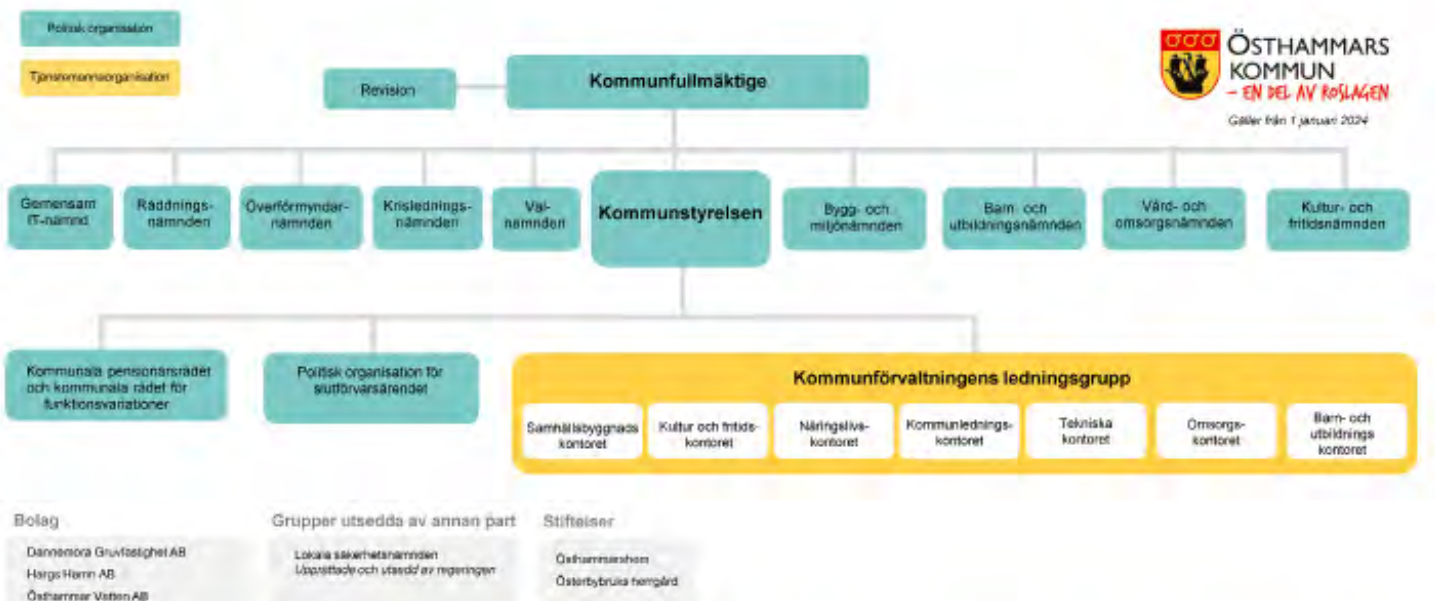 Politisk organisation
Tjänstemannaorganisation
Revision
Kommunfullmäktige
ÖSTHAMMARS
KOMMUN
– EN DEL AV ROSLAGEN
Gäller från 1 januari 2024
Gemensam
IT-nämnd
Räddnings-
nämnden
Överförmyndar-
nämnden
Krislednings-
nämnden
Val-
nämnden
Kommunstyrelsen
Bygg- och
miljönämnden
Barn- och
utbildningsnämnden
Vård- och
omsorgsnämnden
Kultur- och
fritidsnämnden
Kommunala pensionärsrådet
och kommunala rådet för
funktionsvariationer
Politisk organisation för
slutförvarsärendet
Kommunförvaltningens ledningsgrupp
Samhällsbyggnads
kontoret
Kultur och fritids-
kontoret
Näringslivs-
kontoret
Kommunlednings-
kontoret
Tekniska
kontoret
Omsorgs-
kontoret
Barn- och
utbildnings
kontoret
Bolag
Dannemora Gruvfastighet AB
Hargs Hamn AB
Östhammar Vatten AB
Grupper utsedda av annan part
Lokala säkerhetsnämnden
Upprättade och utsedd av regeringen
Stiftelser
Östhammarshem
Österbybruks herrgård